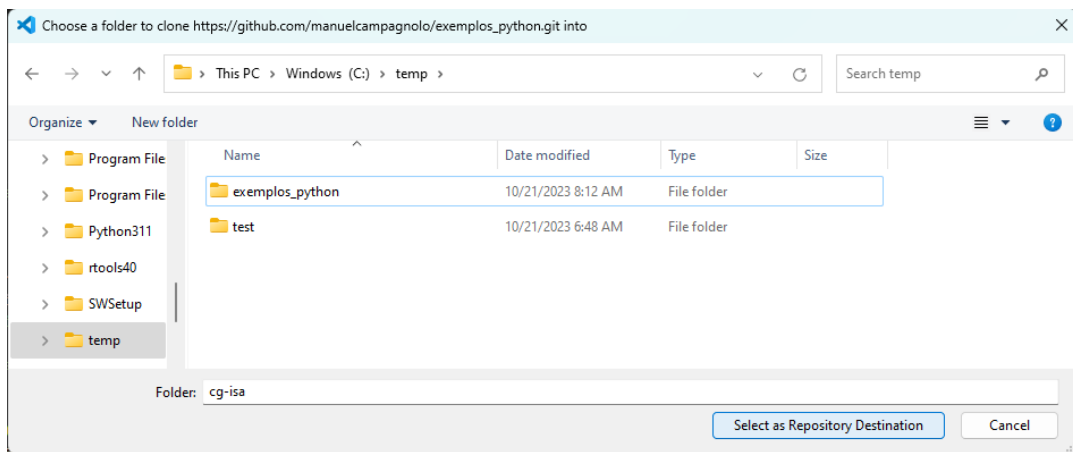 Choose a folder to clone https://github.com/manuelcampagnolo/exemplos_python.git into
This PC > Windows (C:) > temp >
Search temp
Organize
New folder
Name
Date modified
Type
Size
Program File
Program File
Python311
rtools40
SWSetup
temp
exemplos_python 10/21/2023 8:12 AM File folder
test 10/21/2023 6:48 AM File folder
Folder: cg-isa
Select as Repository Destination
Cancel